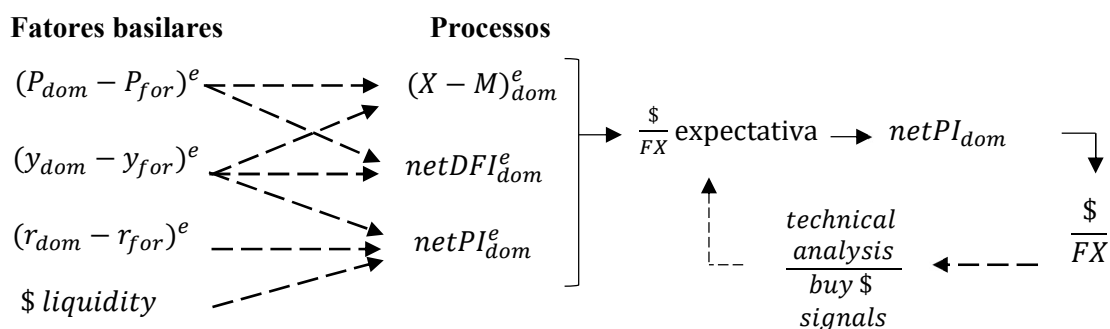 Fatores basilares
Processos
(P_dom − P_for)^e
(X − M)^e_dom
(y_dom − y_for)^e
netDFI^e_dom
(r_dom − r_for)^e
netPI^e_dom
$ liquidity
$/FX expectativa
netPI_dom
$/FX
technical
analysis
buy $
signals